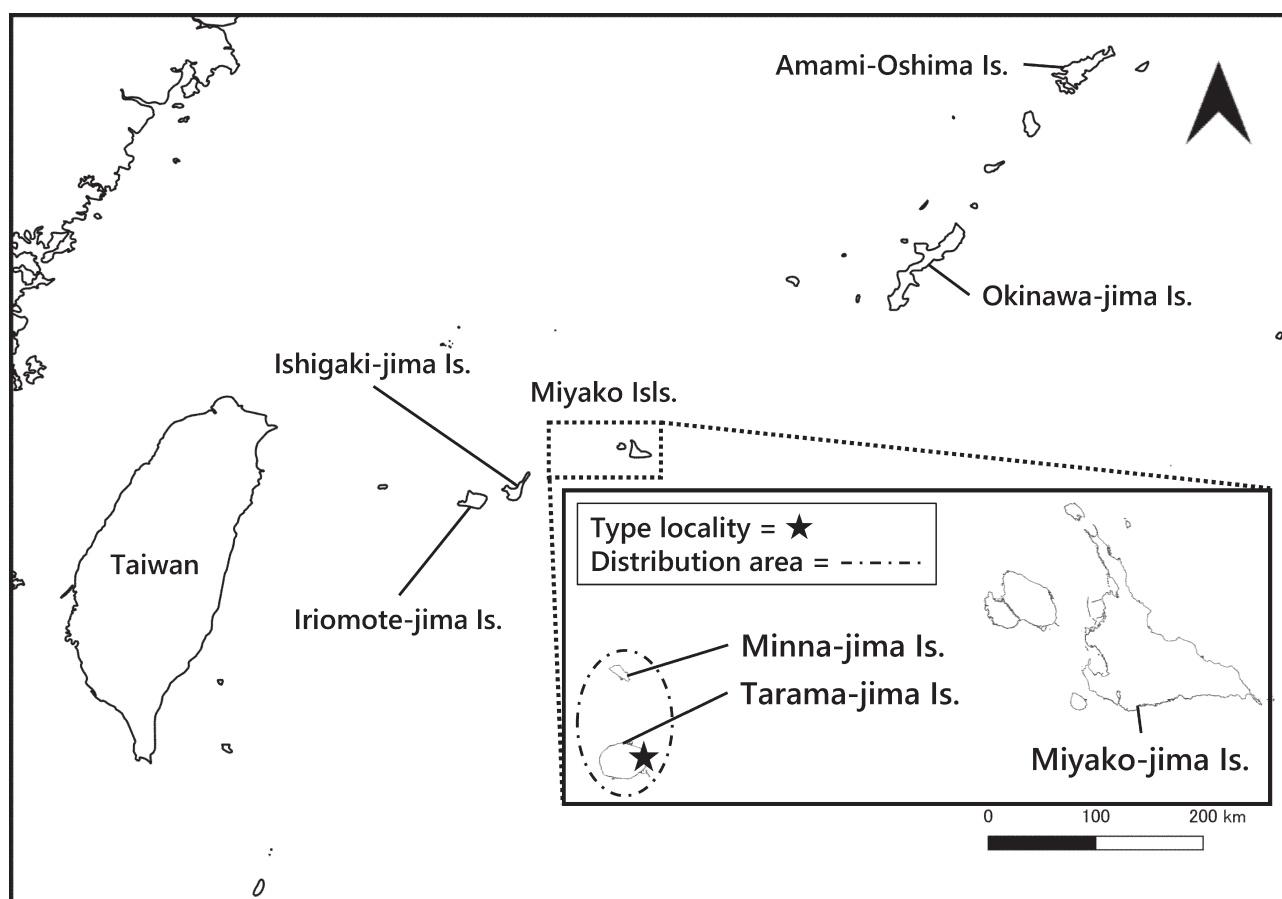 Amami-Oshima Is.
Okinawa-jima Is.
Ishigaki-jima Is.
Miyako Isls.
Taiwan
Iriomote-jima Is.
Type locality = ★
Distribution area =
Minna-jima Is.
Tarama-jima Is.
Miyako-jima Is.
0 100 200 km